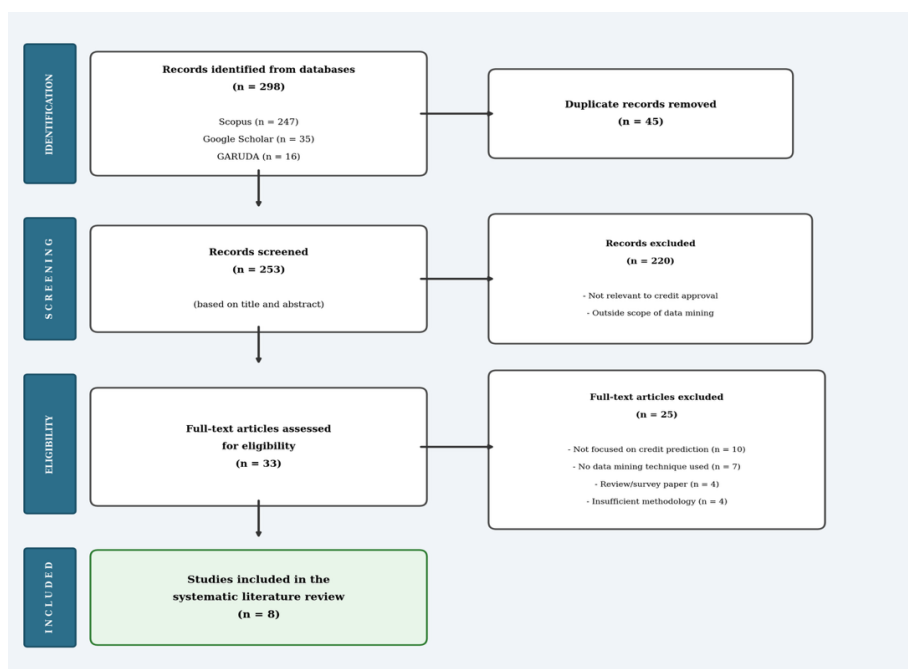 IDENTIFICATION
Records identified from databases
(n = 298)
Scopus (n = 247)
Google Scholar (n = 35)
GARUDA (n = 16)
Duplicate records removed
(n = 45)
SCREENING
Records screened
(n = 253)
(based on title and abstract)
Records excluded
(n = 220)
- Not relevant to credit approval
- Outside scope of data mining
ELIGIBILITY
Full-text articles assessed
for eligibility
(n = 33)
Full-text articles excluded
(n = 25)
- Not focused on credit prediction (n = 10)
- No data mining technique used (n = 7)
- Review/survey paper (n = 4)
- Insufficient methodology (n = 4)
INCLUDED
Studies included in the
systematic literature review
(n = 8)